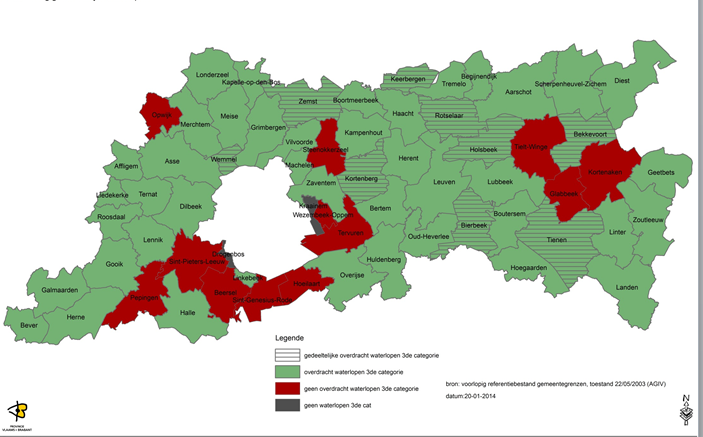 Londerzeel
Kapelle-op-den-Bos
Zemst
Boortmeerbeek
Keerbergen
Tremelo
Begijnendijk
Aarschot
Scherpenheuvel-Zichem
Diest
Opwijk
Merchtem
Meise
Grimbergen
Vilvoorde
Steenokkerzeel
Kampenhout
Haacht
Rotselaar
Tielt-Winge
Bekkevoort
Affligem
Asse
Wemmel
Machelen
Zaventem
Kortenberg
Herent
Holsbeek
Lubbeek
Kortenaken
Geetbets
Liedekerke
Ternat
Dilbeek
Kraainem
Wezembeek-Oppem
Bertem
Leuven
Glabbeek
Roosdaal
Lennik
Tervuren
Oud-Heverlee
Bierbeek
Boutersem
Tienen
Linter
Zoutleeuw
Gooik
Sint-Pieters-Leeuw
Drogenbos
Linkebeek
Huldenberg
Overijse
Hoegaarden
Landen
Galmaarden
Pepingen
Beersel
Sint-Genesius-Rode
Hoeilaart
Bever
Herne
Halle
Legende
gedeeltelijke overdracht waterlopen 3de categorie
overdracht waterlopen 3de categorie
geen overdracht waterlopen 3de categorie
geen waterlopen 3de cat
bron: voorlopig referentiebestand gemeentegrenzen, toestand 22/05/2003 (AGIV)
datum:20-01-2014
N
PROVINCIE
VLAAMS-BRABANT